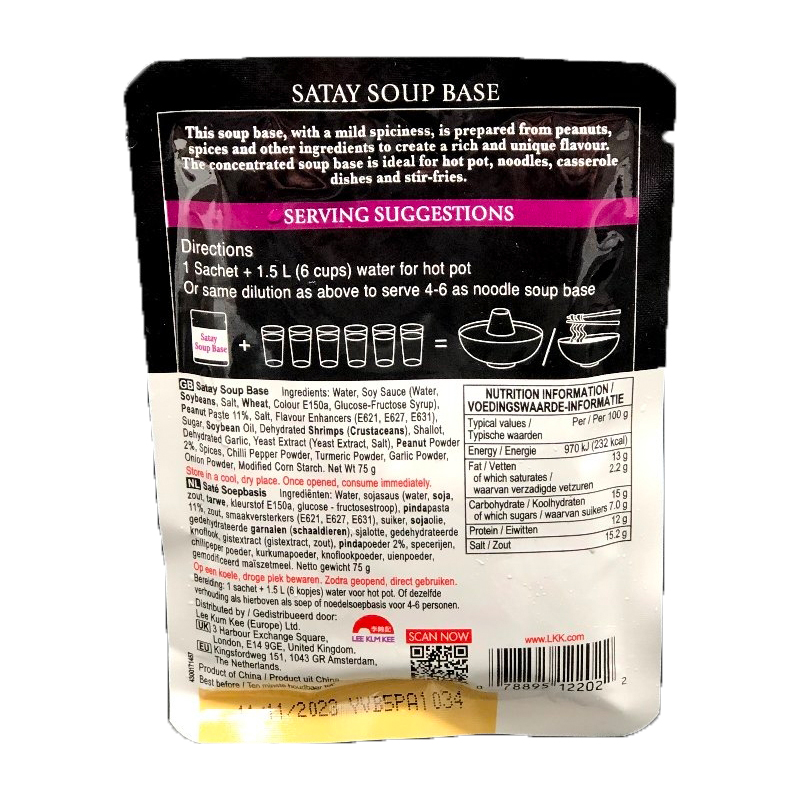 SATAY SOUP BASE
This soup base, with a mild spiciness, is prepared from peanuts,
spices and other ingredients to create a rich and unique flavour.
The concentrated soup base is ideal for hot pot, noodles, casserole
dishes and stir-fries.
SERVING SUGGESTIONS
Directions
1 Sachet + 1.5 L (6 cups) water for hot pot
Or same dilution as above to serve 4-6 as noodle soup base
Satay
Soup Base
+ = /
GB Satay Soup Base Ingredients: Water, Soy Sauce (Water,
Soybeans, Salt, Wheat, Colour E150a, Glucose-Fructose Syrup),
Peanut Paste 11%, Salt, Flavour Enhancers (E621, E627, E631),
Sugar, Soybean Oil, Dehydrated Shrimps (Crustaceans), Shallot,
Dehydrated Garlic, Yeast Extract (Yeast Extract, Salt), Peanut Powder
2%, Spices, Chilli Pepper Powder, Turmeric Powder, Garlic Powder,
Onion Powder, Modified Corn Starch. Net Wt 75 g
Store in a cool, dry place. Once opened, consume immediately.
NL Saté Soepbasis Ingrediënten: Water, sojasaus (water, soja,
zout, tarwe, kleurstof E150a, glucose - fructosestroop), pindapasta
11%, zout, smaakversterkers (E621, E627, E631), suiker, sojaolie,
gedehydrateerde garnalen (schaaldieren), sjalotte, gedehydrateerde
knoflook, gistextract (gistextract, zout), pindapoeder 2%, specerijen,
chilipeper poeder, kurkumapoeder, knoflookpoeder, uienpoeder,
gemodificeerd maïszetmeel. Netto gewicht 75 g
Op een koele, droge plek bewaren. Zodra geopend, direct gebruiken.
Bereiding: 1 sachet + 1.5 L (6 kopjes) water voor hot pot. Of dezelfde
verhouding als hierboven als soep of noedelsoepbasis voor 4-6 personen.
Distributed by / Gedistribueerd door:
Lee Kum Kee (Europe) Ltd.
UK 3 Harbour Exchange Square,
London, E14 9GE, United Kingdom.
EU Kingsfordweg 151, 1043 GR Amsterdam,
The Netherlands.
Product of China / Product uit China
Best before / Ten minste houdbaar
11/11/2023 YVB5PA1 034
NUTRITION INFORMATION /
VOEDINGSWAARDE-INFORMATIE
Typical values / Per / Per 100 g
Typische waarden
Energy / Energie 970 kJ (232 kcal)
Fat / Vetten 13 g
of which saturates / 2.2 g
waarvan verzadigde vetzuren
Carbohydrate / Koolhydraten 15 g
of which sugars / waarvan suikers 7.0 g
Protein / Eiwitten 12 g
Salt / Zout 15.2 g
李錦記
LEE KUM KEE
SCAN NOW
www.LKK.com
0 78895 12202 2